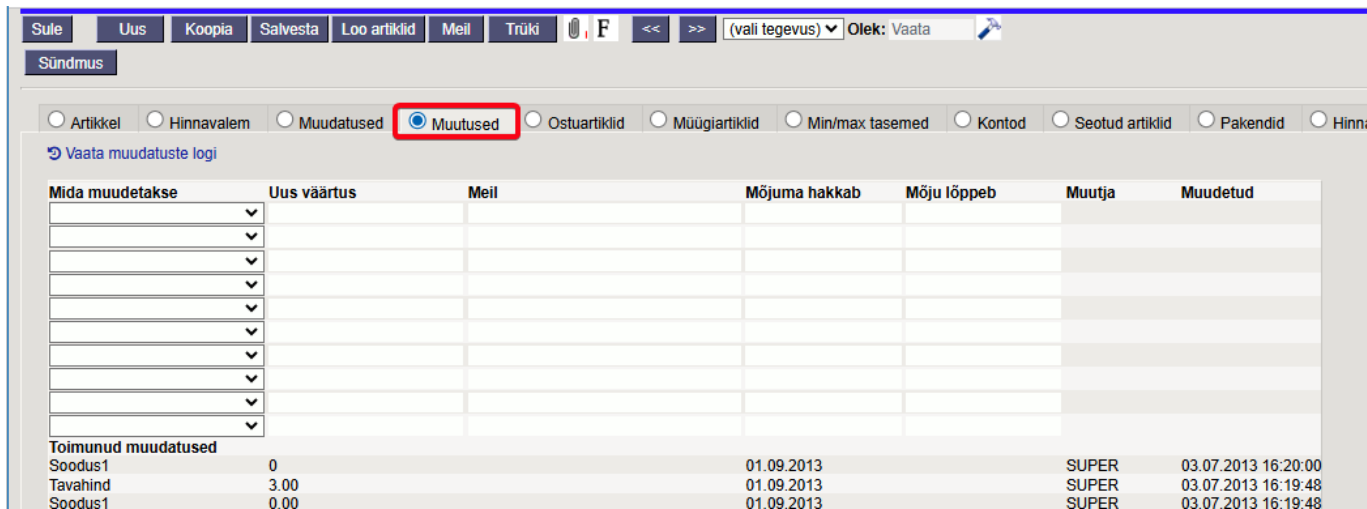 Sule Uus Koopia Salvesta Loo artiklid Meil Trüki F << >> (vali tegevus) Olek: Vaata
Sündmus
Artikkel Hinnavalem Muudatused Muutused Ostuartiklid Müügiartiklid Min/max tasemed Kontod Seotud artiklid Pakendid
Vaata muudatuste logi
Mida muudetakse Uus väärtus Meil Mõjuma hakkab Mõju lõppeb Muutja Muudetud
Toimunud muudatused
Soodus1 0 01.09.2013 SUPER 03.07.2013 16:20:00
Tavahind 3.00 01.09.2013 SUPER 03.07.2013 16:19:48
Soodus1 0.00 01.09.2013 SUPER 03.07.2013 16:19:48